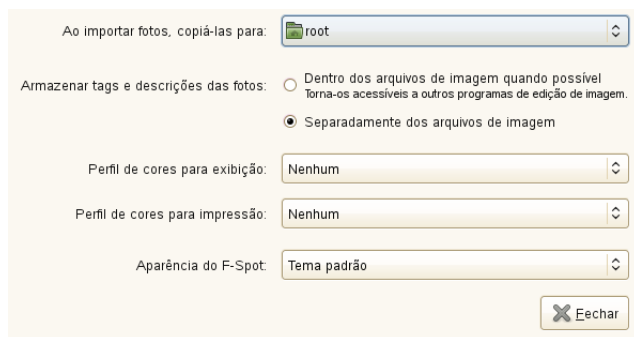 Ao importar fotos, copiá-las para: root
Armazenar tags e descrições das fotos: Dentro dos arquivos de imagem quando possível
Torna-os acessíveis a outros programas de edição de imagem.
Separadamente dos arquivos de imagem
Perfil de cores para exibição: Nenhum
Perfil de cores para impressão: Nenhum
Aparência do F-Spot: Tema padrão
Fechar